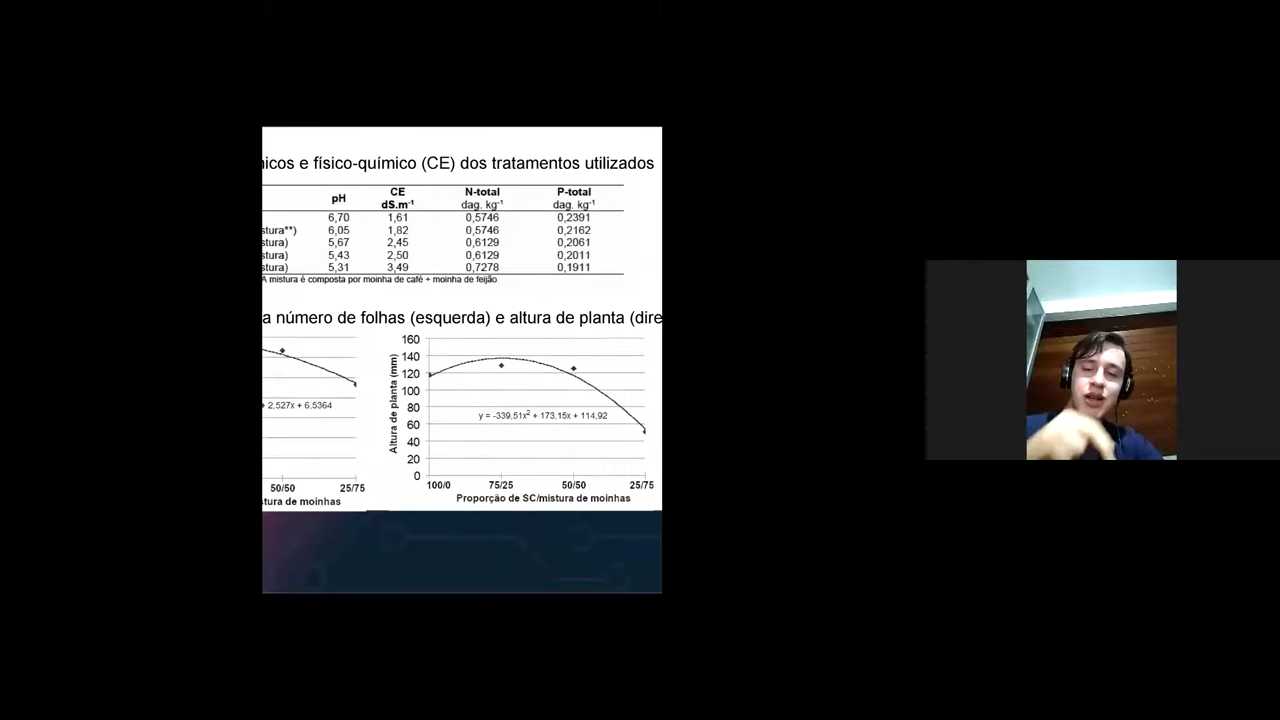 nicos e físico-químico (CE) dos tratamentos utilizados
pH CE N-total P-total
dS.m⁻¹ dag. kg⁻¹ dag. kg⁻¹
6,70 1,61 0,5746 0,2391
stura**) 6,05 1,82 0,5746 0,2162
stura) 5,67 2,45 0,6129 0,2061
stura) 5,43 2,50 0,6129 0,2011
stura) 5,31 3,49 0,7278 0,1911
A mistura é composta por moinha de café + moinha de feijão
a número de folhas (esquerda) e altura de planta (dire
+ 2,527x + 6,5364
50/50 25/75
stura de moinhas
Altura de planta (mm)
160
140
120
100
80
60
40
20
0
y = -339,51x² + 173,15x + 114,92
100/0 75/25 50/50 25/75
Proporção de SC/mistura de moinhas